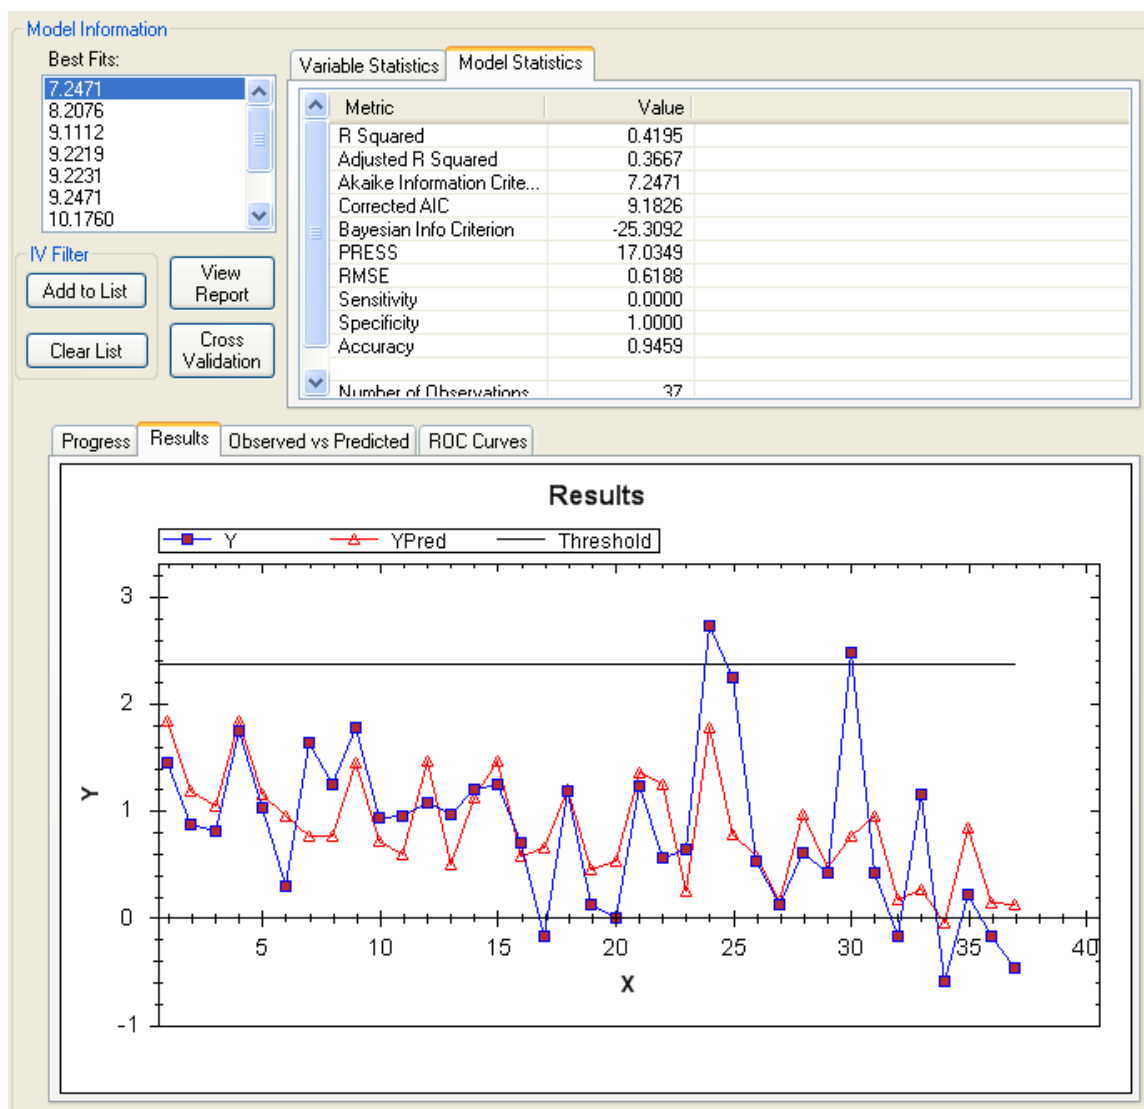 Model Information
Best Fits:
7.2471
8.2076
9.1112
9.2219
9.2231
9.2471
10.1760
IV Filter
Add to List
Clear List
View
Report
Cross
Validation
Variable Statistics Model Statistics
Metric Value
R Squared 0.4195
Adjusted R Squared 0.3667
Akaike Information Crite... 7.2471
Corrected AIC 9.1826
Bayesian Info Criterion -25.3092
PRESS 17.0349
RMSE 0.6188
Sensitivity 0.0000
Specificity 1.0000
Accuracy 0.9459
Number of Observations 37
Progress Results Observed vs Predicted ROC Curves
Results
Y YPred Threshold
3
2
1
0
-1
Y
5 10 15 20 25 30 35 40
X